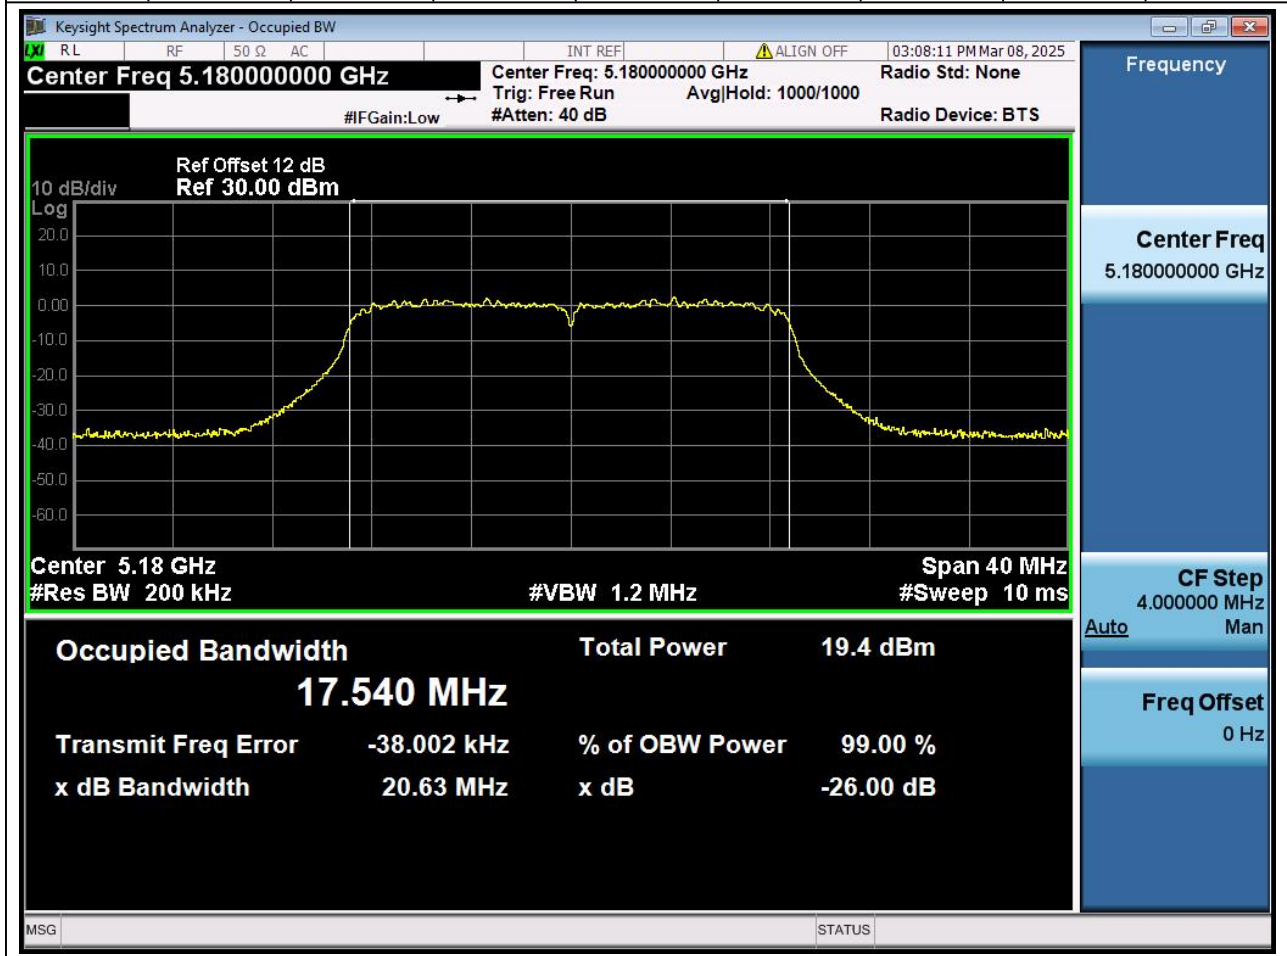 Keysight Spectrum Analyzer - Occupied BW
LXI RL RF 50 Ω AC INT REF ALIGN OFF 03:08:11 PM Mar 08, 2025
Center Freq 5.180000000 GHz
Center Freq: 5.180000000 GHz Radio Std: None
Trig: Free Run Avg|Hold: 1000/1000
#IFGain:Low #Atten: 40 dB Radio Device: BTS
Ref Offset 12 dB
10 dB/div Ref 30.00 dBm
Log
20.0
10.0
0.00
-10.0
-20.0
-30.0
-40.0
-50.0
-60.0
Center 5.18 GHz Span 40 MHz
#Res BW 200 kHz #VBW 1.2 MHz #Sweep 10 ms
Occupied Bandwidth Total Power 19.4 dBm
17.540 MHz
Transmit Freq Error -38.002 kHz % of OBW Power 99.00 %
x dB Bandwidth 20.63 MHz x dB -26.00 dB
MSG STATUS
Frequency
Center Freq
5.180000000 GHz
CF Step
4.000000 MHz
Auto Man
Freq Offset
0 Hz